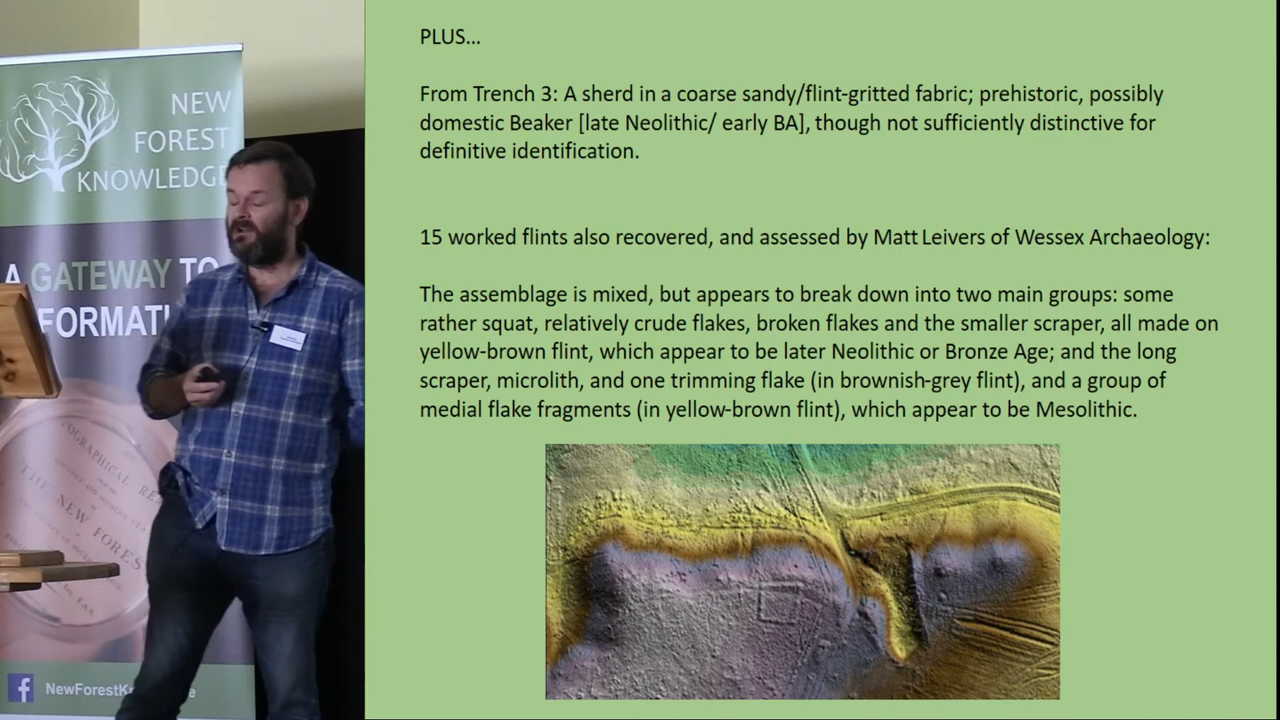 NEW
FOREST
KNOWLEDGE
A GATEWAY TO
THE NEW FORES
PLUS...
From Trench 3: A sherd in a coarse sandy/flint-gritted fabric; prehistoric, possibly
domestic Beaker [late Neolithic/ early BA], though not sufficiently distinctive for
definitive identification.
15 worked flints also recovered, and assessed by Matt Leivers of Wessex Archaeology:
The assemblage is mixed, but appears to break down into two main groups: some
rather squat, relatively crude flakes, broken flakes and the smaller scraper, all made on
yellow-brown flint, which appear to be later Neolithic or Bronze Age; and the long
scraper, microlith, and one trimming flake (in brownish-grey flint), and a group of
medial flake fragments (in yellow-brown flint), which appear to be Mesolithic.